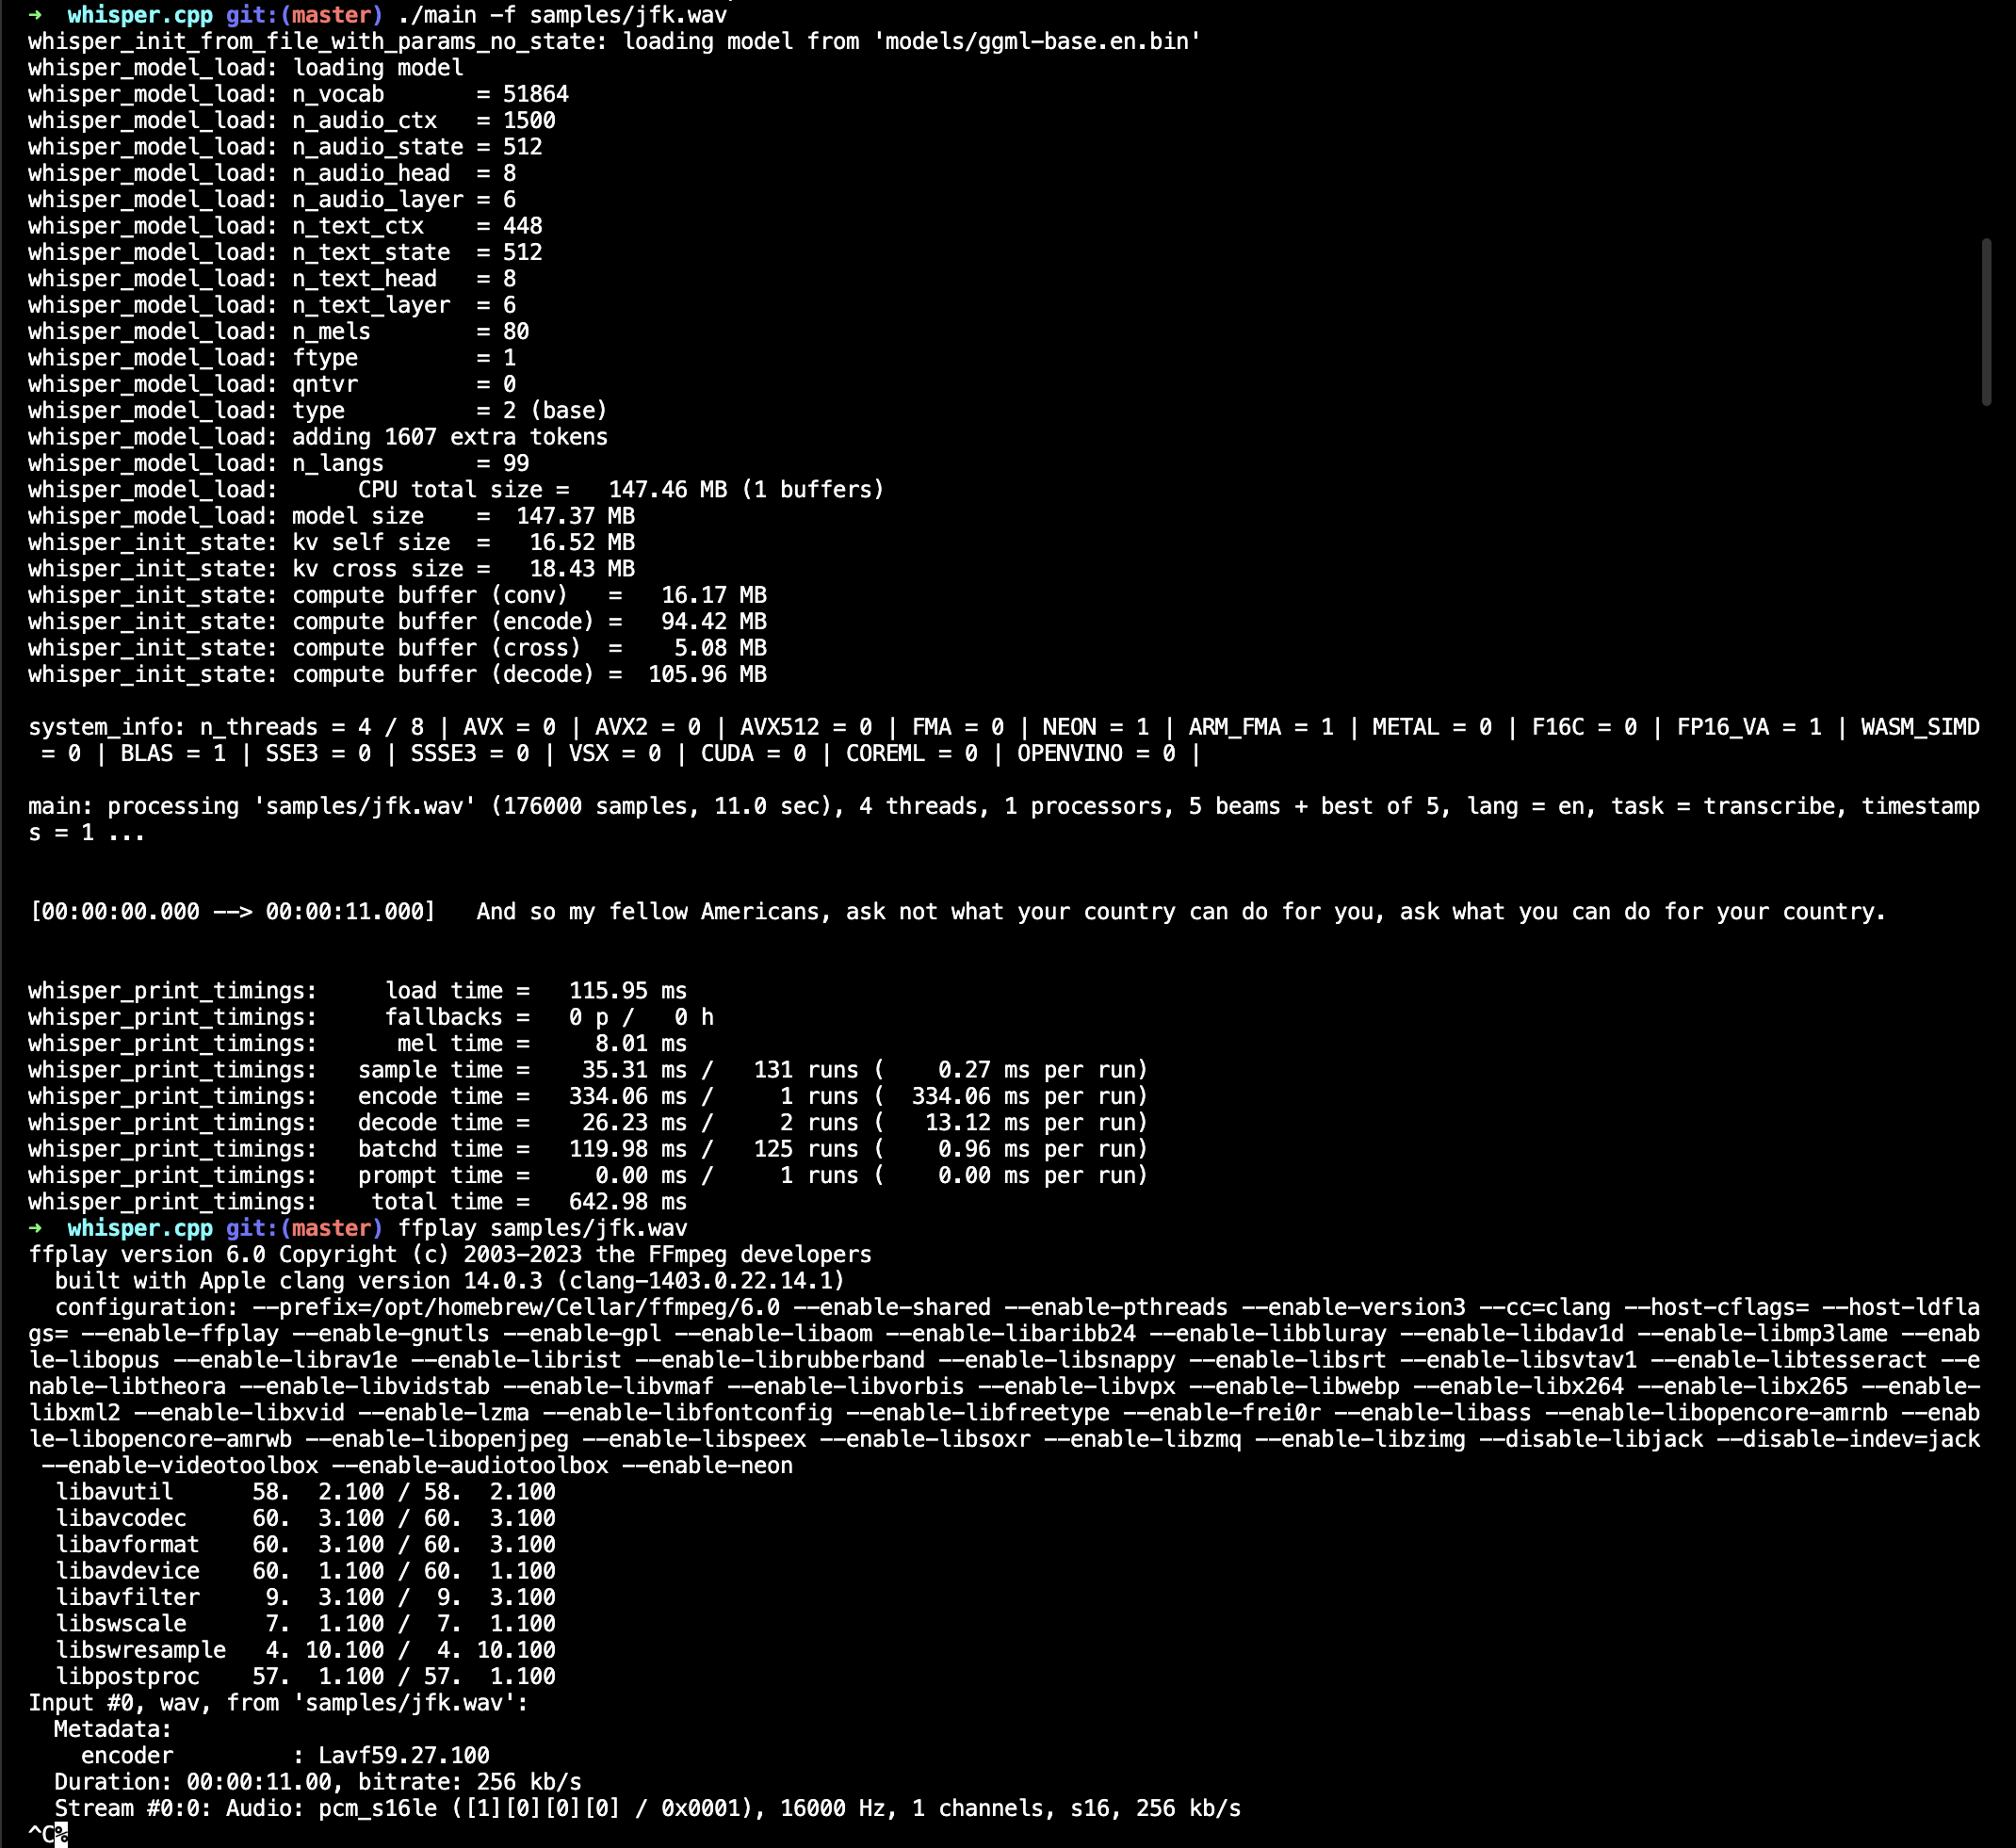 ➜  whisper.cpp git:(master) ./main -f samples/jfk.wav
whisper_init_from_file_with_params_no_state: loading model from 'models/ggml-base.en.bin'
whisper_model_load: loading model
whisper_model_load: n_vocab       = 51864
whisper_model_load: n_audio_ctx   = 1500
whisper_model_load: n_audio_state = 512
whisper_model_load: n_audio_head  = 8
whisper_model_load: n_audio_layer = 6
whisper_model_load: n_text_ctx    = 448
whisper_model_load: n_text_state  = 512
whisper_model_load: n_text_head   = 8
whisper_model_load: n_text_layer  = 6
whisper_model_load: n_mels        = 80
whisper_model_load: ftype         = 1
whisper_model_load: qntvr         = 0
whisper_model_load: type          = 2 (base)
whisper_model_load: adding 1607 extra tokens
whisper_model_load: n_langs       = 99
whisper_model_load:      CPU total size =   147.46 MB (1 buffers)
whisper_model_load: model size    =  147.37 MB
whisper_init_state: kv self size  =   16.52 MB
whisper_init_state: kv cross size =   18.43 MB
whisper_init_state: compute buffer (conv)   =   16.17 MB
whisper_init_state: compute buffer (encode) =   94.42 MB
whisper_init_state: compute buffer (cross)  =    5.08 MB
whisper_init_state: compute buffer (decode) =  105.96 MB

system_info: n_threads = 4 / 8 | AVX = 0 | AVX2 = 0 | AVX512 = 0 | FMA = 0 | NEON = 1 | ARM_FMA = 1 | METAL = 0 | F16C = 0 | FP16_VA = 1 | WASM_SIMD
 = 0 | BLAS = 1 | SSE3 = 0 | SSSE3 = 0 | VSX = 0 | CUDA = 0 | COREML = 0 | OPENVINO = 0 |

main: processing 'samples/jfk.wav' (176000 samples, 11.0 sec), 4 threads, 1 processors, 5 beams + best of 5, lang = en, task = transcribe, timestamp
s = 1 ...

[00:00:00.000 --> 00:00:11.000]   And so my fellow Americans, ask not what your country can do for you, ask what you can do for your country.

whisper_print_timings:     load time =   115.95 ms
whisper_print_timings:     fallbacks =   0 p /   0 h
whisper_print_timings:      mel time =     8.01 ms
whisper_print_timings:   sample time =    35.31 ms /   131 runs (    0.27 ms per run)
whisper_print_timings:   encode time =   334.06 ms /     1 runs (  334.06 ms per run)
whisper_print_timings:   decode time =    26.23 ms /     2 runs (   13.12 ms per run)
whisper_print_timings:   batchd time =   119.98 ms /   125 runs (    0.96 ms per run)
whisper_print_timings:   prompt time =     0.00 ms /     1 runs (    0.00 ms per run)
whisper_print_timings:    total time =   642.98 ms
➜  whisper.cpp git:(master) ffplay samples/jfk.wav
ffplay version 6.0 Copyright (c) 2003-2023 the FFmpeg developers
  built with Apple clang version 14.0.3 (clang-1403.0.22.14.1)
  configuration: --prefix=/opt/homebrew/Cellar/ffmpeg/6.0 --enable-shared --enable-pthreads --enable-version3 --cc=clang --host-cflags= --host-ldfla
gs= --enable-ffplay --enable-gnutls --enable-gpl --enable-libaom --enable-libaribb24 --enable-libbluray --enable-libdav1d --enable-libmp3lame --enab
le-libopus --enable-librav1e --enable-librist --enable-librubberband --enable-libsnappy --enable-libsrt --enable-libsvtav1 --enable-libtesseract --e
nable-libtheora --enable-libvidstab --enable-libvmaf --enable-libvorbis --enable-libvpx --enable-libwebp --enable-libx264 --enable-libx265 --enable-
libxml2 --enable-libxvid --enable-lzma --enable-libfontconfig --enable-libfreetype --enable-frei0r --enable-libass --enable-libopencore-amrnb --enab
le-libopencore-amrwb --enable-libopenjpeg --enable-libspeex --enable-libsoxr --enable-libzmq --enable-libzimg --disable-libjack --disable-indev=jack
 --enable-videotoolbox --enable-audiotoolbox --enable-neon
  libavutil      58.  2.100 / 58.  2.100
  libavcodec     60.  3.100 / 60.  3.100
  libavformat    60.  3.100 / 60.  3.100
  libavdevice    60.  1.100 / 60.  1.100
  libavfilter     9.  3.100 /  9.  3.100
  libswscale      7.  1.100 /  7.  1.100
  libswresample   4. 10.100 /  4. 10.100
  libpostproc    57.  1.100 / 57.  1.100
Input #0, wav, from 'samples/jfk.wav':
  Metadata:
    encoder         : Lavf59.27.100
  Duration: 00:00:11.00, bitrate: 256 kb/s
  Stream #0:0: Audio: pcm_s16le ([1][0][0][0] / 0x0001), 16000 Hz, 1 channels, s16, 256 kb/s
^C%